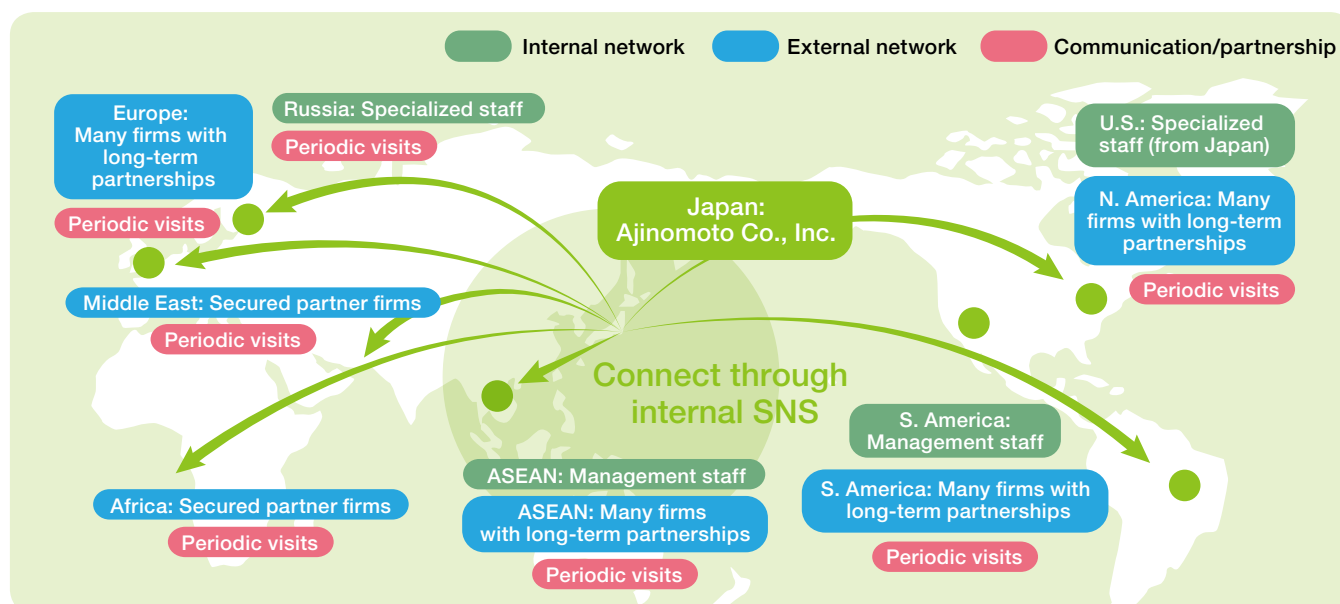 Internal network
External network
Communication/partnership
Europe:
Many firms with
long-term
partnerships
Periodic visits
Russia: Specialized staff
Periodic visits
Japan:
Ajinomoto Co., Inc.
U.S.: Specialized
staff (from Japan)
N. America: Many
firms with long-term
partnerships
Periodic visits
Middle East: Secured partner firms
Periodic visits
Connect through
internal SNS
Africa: Secured partner firms
Periodic visits
ASEAN: Management staff
ASEAN: Many firms
with long-term partnerships
Periodic visits
S. America:
Management staff
S. America: Many firms with
long-term partnerships
Periodic visits